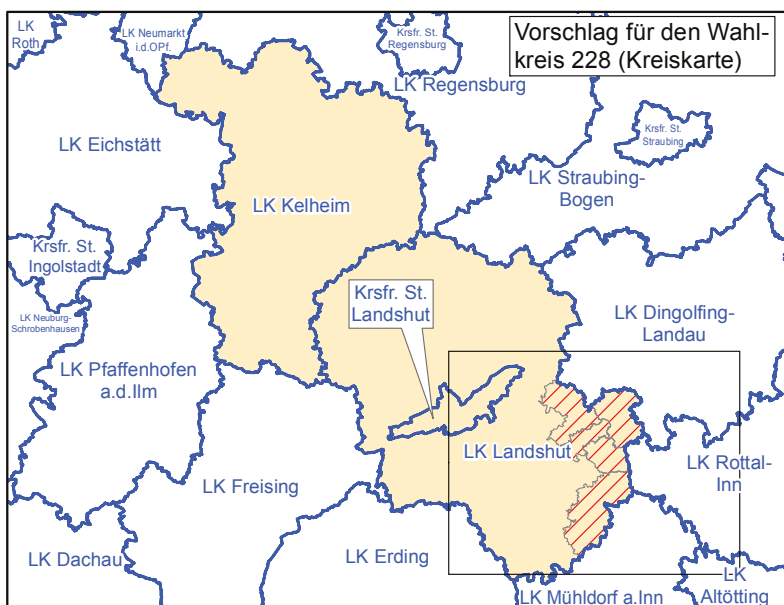 LK
Roth
LK Neumarkt
i.d.OPf.
Krsfr. St.
Regensburg
Vorschlag für den Wahl-
kreis 228 (Kreiskarte)
LK Regensburg
Krsfr. St.
Straubing
LK Eichstätt
LK Straubing-
Bogen
LK Kelheim
Krsfr. St.
Ingolstadt
Krsfr. St.
Landshut
LK Neuburg-
Schrobenhausen
LK Dingolfing-
Landau
LK Pfaffenhofen
a.d.Ilm
LK Landshut
LK Rottal-
Inn
LK Freising
LK Dachau
LK Erding
LK Mühldorf a.Inn
LK
Altötting